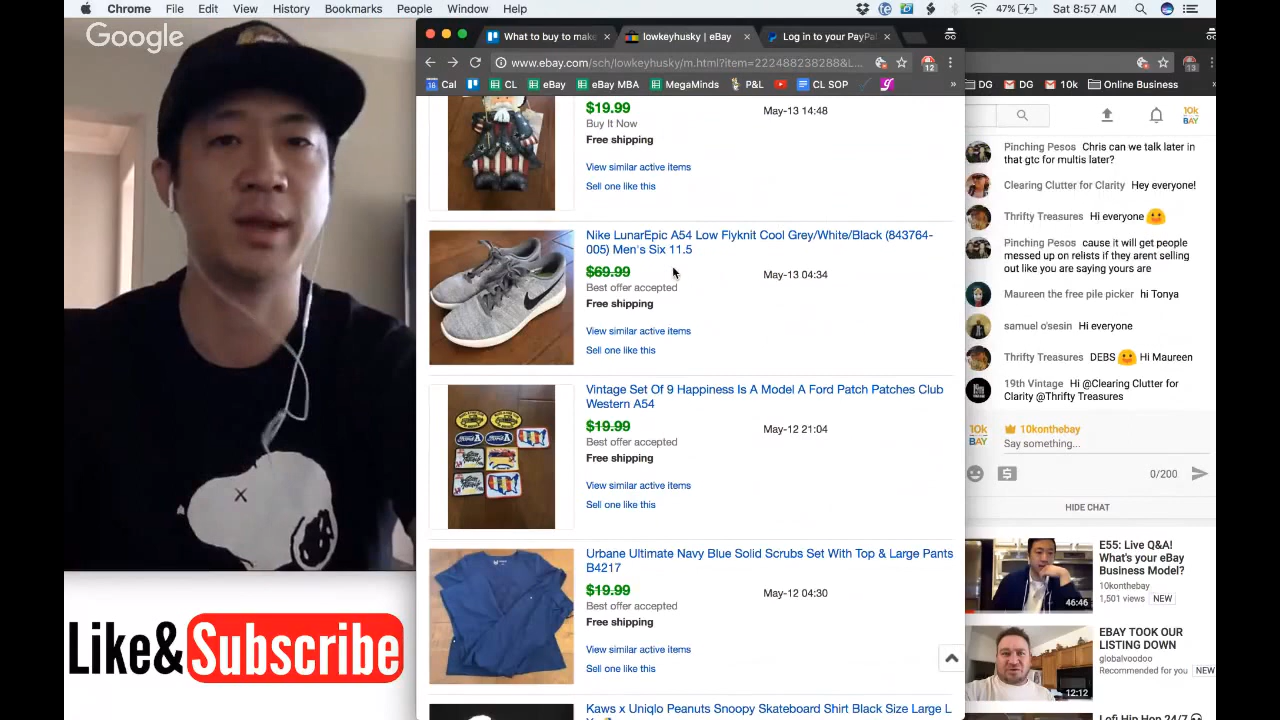 Chrome File Edit View History Bookmarks People Window Help 47% Sat 8:57 AM
Google
What to buy to mak × lowkeyhusky | eBay × Log in to your PayPal ×
www.ebay.com/sch/lowkeyhusky/m.html?item=222488238288&L...
12
13
16 Cal CL eBay eBay MBA MegaMinds P&L CL SOP »
DG DG 10k Online Business
$19.99
Buy It Now
Free shipping
May-13 14:48
View similar active items
Sell one like this
Nike LunarEpic A54 Low Flyknit Cool Grey/White/Black (843764-
005) Men's Six 11.5
$69.99
Best offer accepted
Free shipping
May-13 04:34
View similar active items
Sell one like this
Vintage Set Of 9 Happiness Is A Model A Ford Patch Patches Club
Western A54
$19.99
Best offer accepted
Free shipping
May-12 21:04
View similar active items
Sell one like this
Urbane Ultimate Navy Blue Solid Scrubs Set With Top & Large Pants
B4217
$19.99
Best offer accepted
Free shipping
May-12 04:30
View similar active items
Sell one like this
Kaws x Uniqlo Peanuts Snoopy Skateboard Shirt Black Size Large L
10k
BAY
Pinching Pesos Chris can we talk later in
that gtc for multis later?
Clearing Clutter for Clarity Hey everyone!
Thrifty Treasures Hi everyone
Pinching Pesos cause it will get people
messed up on relists if they arent selling
out like you are saying yours are
Maureen the free pile picker hi Tonya
samuel o'sesin Hi everyone
Thrifty Treasures DEBS Hi Maureen
19th Vintage Hi @Clearing Clutter for
Clarity @Thrifty Treasures
10k
BAY
10konthebay
Say something...
0/200
HIDE CHAT
E55: Live Q&A!
What's your eBay
Business Model?
10konthebay
1,501 views NEW
46:46
EBAY TOOK OUR
LISTING DOWN
globalvoodoo
Recommended for you NEW
12:12
Lofi Hip Hop 24/7
Like& Subscribe